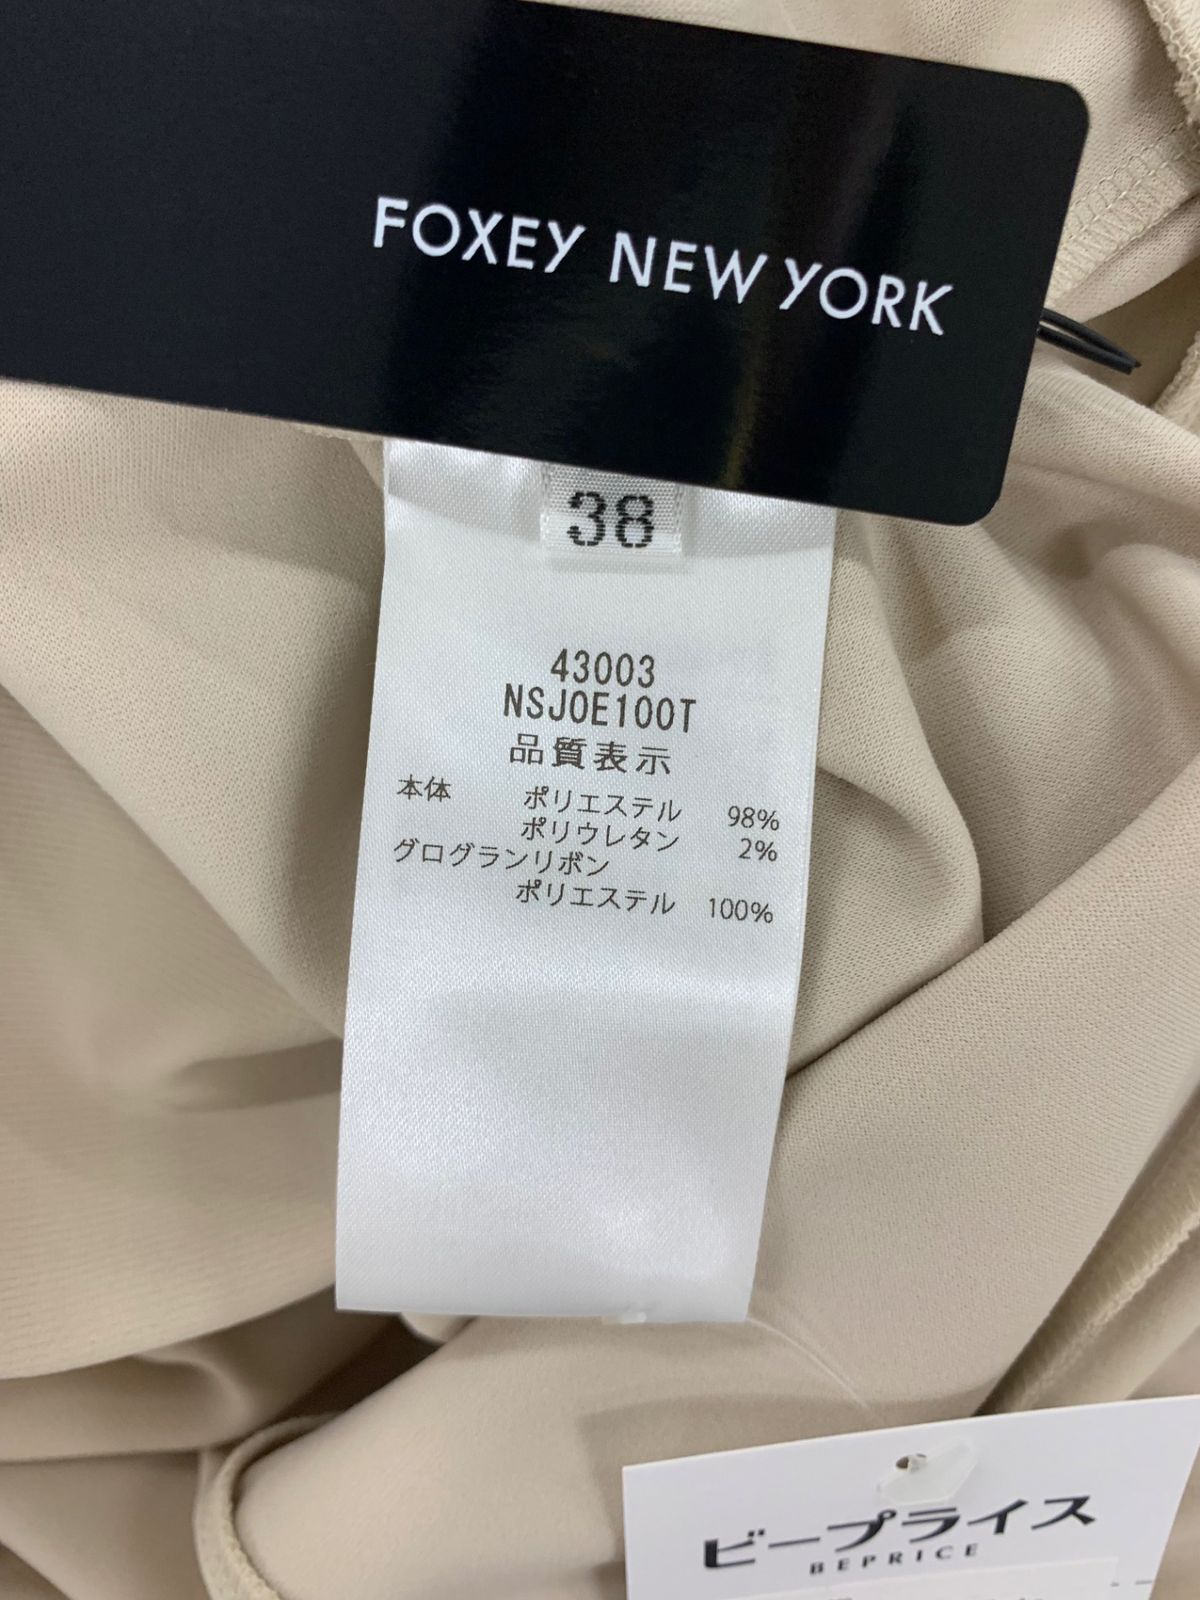 FOXEY NEW YORK
38
43003
NSJ0E100T
品質表示
本体 ポリエステル 98%
ポリウレタン 2%
グログランリボン
ポリエステル 100%
ビープライス
BEPRICE